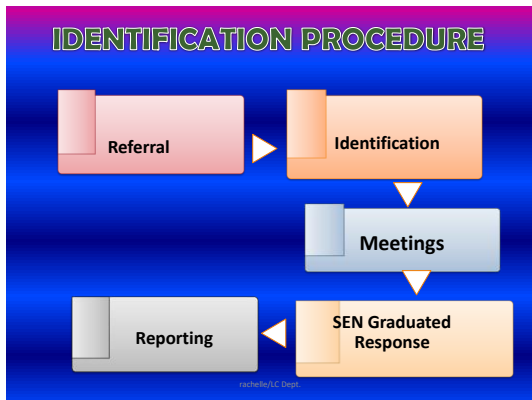 IDENTIFICATION PROCEDURE
Referral
Identification
Meetings
SEN Graduated
Response
Reporting
rachelle/LC Dept.